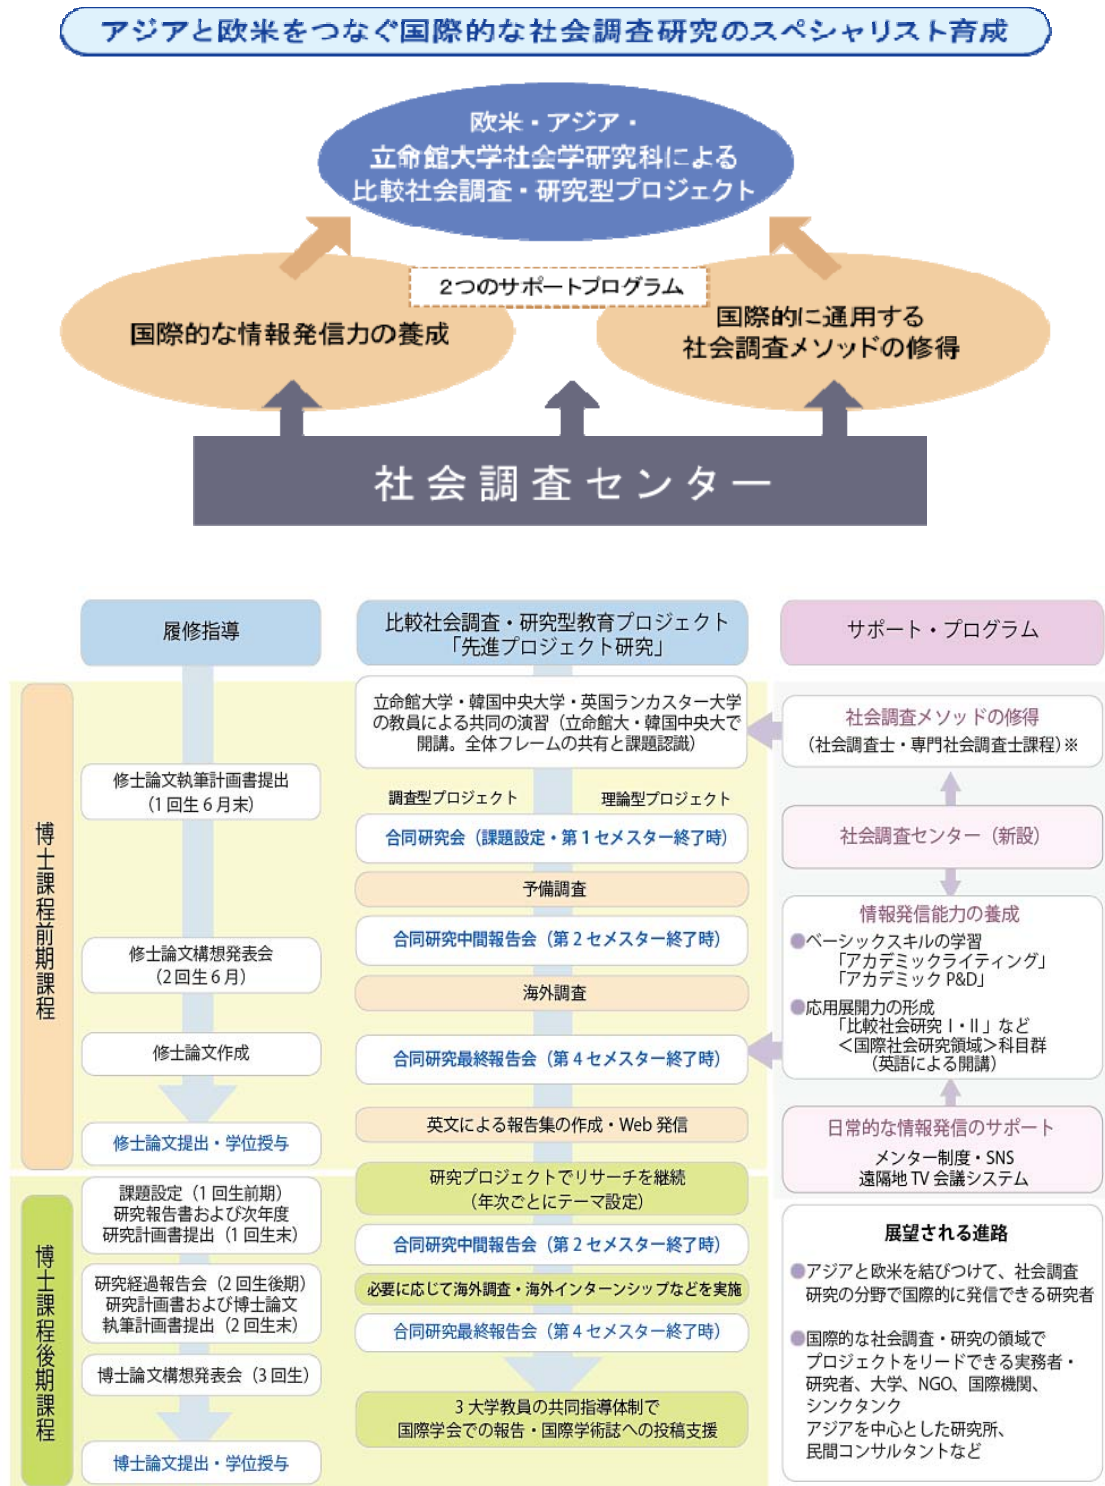 アジアと欧米をつなぐ国際的な社会調査研究のスペシャリスト育成
欧米・アジア・
立命館大学社会学研究科による
比較社会調査・研究型プロジェクト
2つのサポートプログラム
国際的な情報発信力の養成
国際的に通用する
社会調査メソッドの修得
社会調査センター
履修指導
比較社会調査・研究型教育プロジェクト
「先進プロジェクト研究」
サポート・プログラム
博士課程前期課程
修士論文執筆計画書提出
（1回生6月末）
修士論文構想発表会
（2回生6月）
修士論文作成
修士論文提出・学位授与
立命館大学・韓国中央大学・英国ランカスター大学
の教員による共同の演習（立命館大・韓国中央大で
開講。全体フレームの共有と課題認識）
調査型プロジェクト
理論型プロジェクト
合同研究会（課題設定・第1セメスター終了時）
予備調査
合同研究中間報告会（第2セメスター終了時）
海外調査
合同研究最終報告会（第4セメスター終了時）
英文による報告集の作成・Web発信
社会調査メソッドの修得
（社会調査士・専門社会調査士課程）※
社会調査センター（新設）
情報発信能力の養成
●ベーシックスキルの学習
「アカデミックライティング」
「アカデミックP&D」
●応用展開力の形成
「比較社会研究Ⅰ・Ⅱ」など
＜国際社会研究領域＞科目群
（英語による開講）
日常的な情報発信のサポート
メンター制度・SNS
遠隔地TV会議システム
博士課程後期課程
課題設定（1回生前期）
研究報告書および次年度
研究計画書提出（1回生末）
研究経過報告会（2回生後期）
研究計画書および博士論文
執筆計画書提出（2回生末）
博士論文構想発表会（3回生）
博士論文提出・学位授与
研究プロジェクトでリサーチを継続
（年次ごとにテーマ設定）
合同研究中間報告会（第2セメスター終了時）
必要に応じて海外調査・海外インターンシップなどを実施
合同研究最終報告会（第4セメスター終了時）
3大学教員の共同指導体制で
国際学会での報告・国際学術誌への投稿支援
展望される進路
●アジアと欧米を結びつけて、社会調査
研究の分野で国際的に発信できる研究者
●国際的な社会調査・研究の領域で
プロジェクトをリードできる実務者・
研究者、大学、NGO、国際機関、
シンクタンク
アジアを中心とした研究所、
民間コンサルタントなど